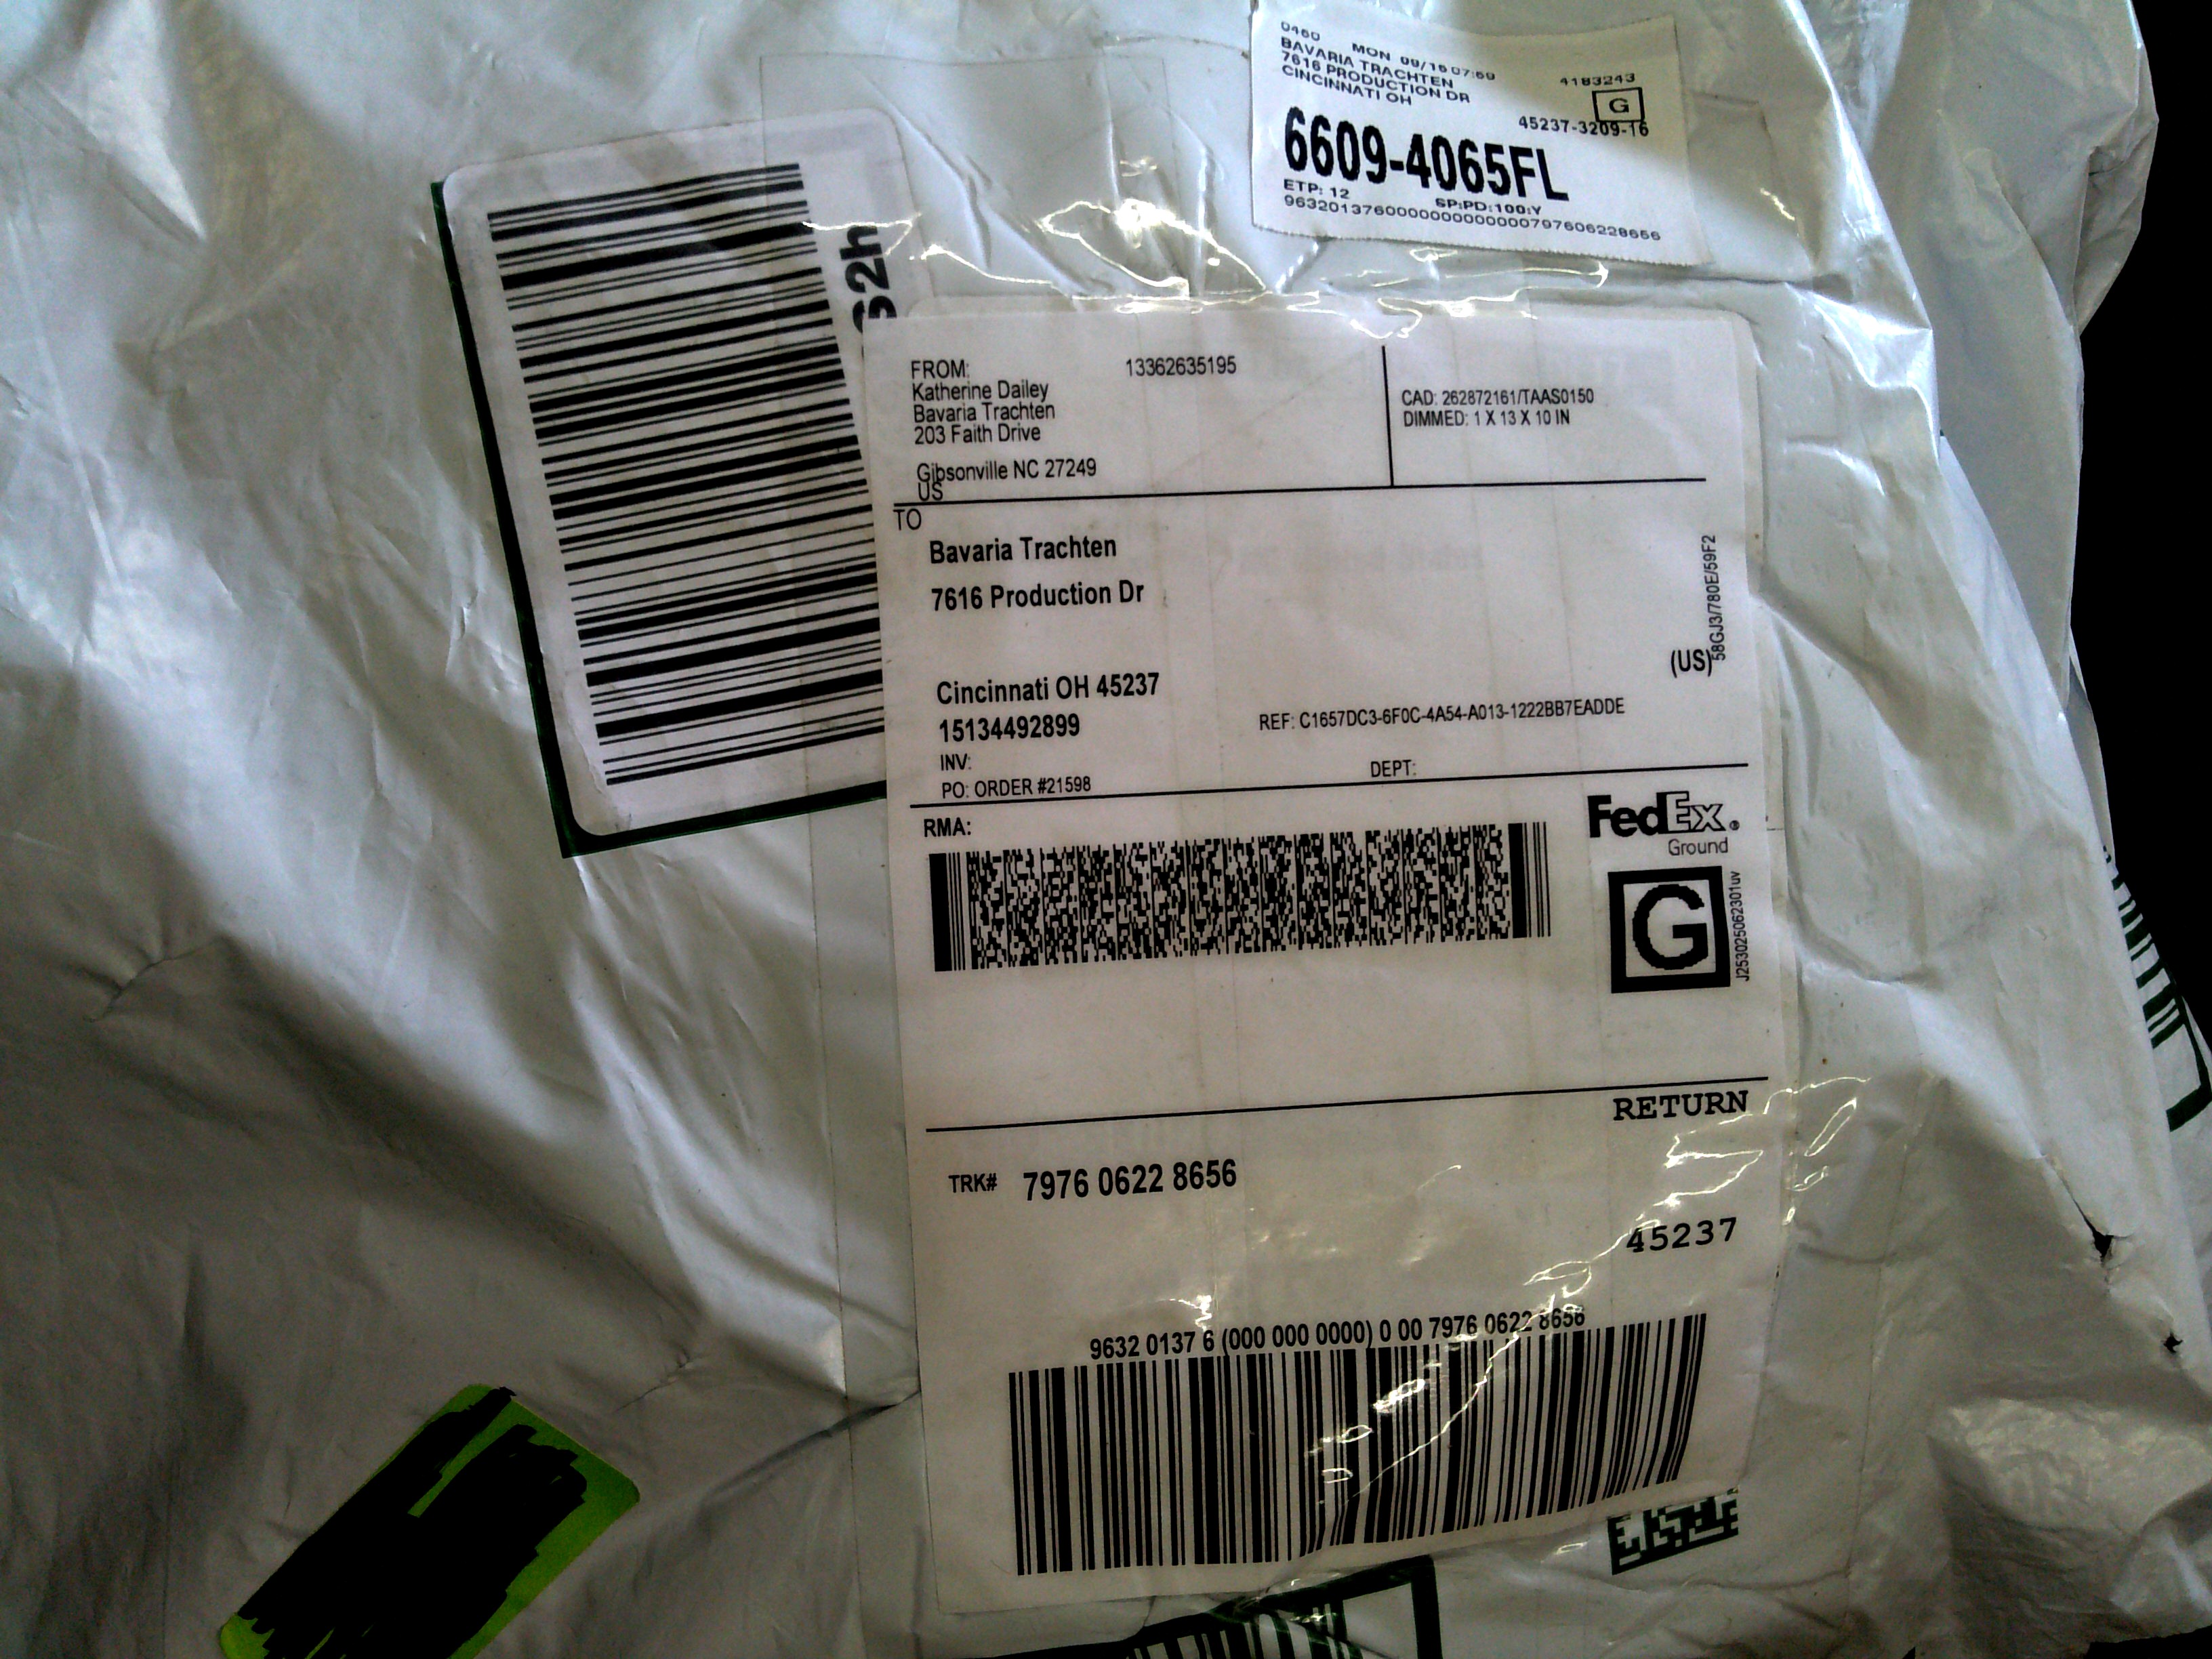 0460 MON 09/15 07:59
BAVARIA TRACHTEN
7616 PRODUCTION DR
CINCINNATI OH
4183243
G
45237-3209-16
6609-4065FL
ETP: 12
SP:PD:100:Y
9632013760000000000000797606228656
S2h
FROM:
13362635195
Katherine Dailey
Bavaria Trachten
203 Faith Drive
Gibsonville NC 27249
US
CAD: 262872161/TAAS0150
DIMMED: 1 X 13 X 10 IN
TO
Bavaria Trachten
7616 Production Dr
58GJ3/780E/59F2
(US)
Cincinnati OH 45237
15134492899
REF: C1657DC3-6F0C-4A54-A013-1222BB7EADDE
INV:
PO: ORDER #21598
DEPT:
RMA:
FedEx®
Ground
G
J253025062301uv
RETURN
TRK# 7976 0622 8656
45237
9632 0137 6 (000 000 0000) 0 00 7976 0622 8656